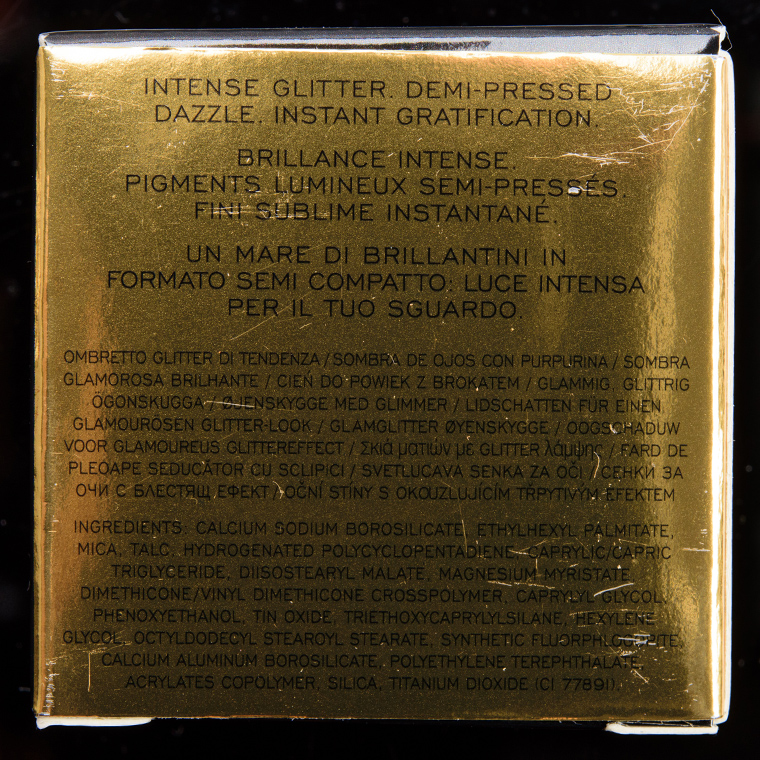 INTENSE GLITTER. DEMI-PRESSED
DAZZLE. INSTANT GRATIFICATION.
BRILLANCE INTENSE.
PIGMENTS LUMINEUX SEMI-PRESSÉS.
FINI SUBLIME INSTANTANÉ.
UN MARE DI BRILLANTINI IN
FORMATO SEMI COMPATTO: LUCE INTENSA
PER IL TUO SGUARDO.
OMBRETTO GLITTER DI TENDENZA / SOMBRA DE OJOS CON PURPURINA / SOMBRA
GLAMOROSA BRILHANTE / CIEŃ DO POWIEK Z BROKATEM / GLAMMIG, GLITTRIG
ÖGONSKUGGA / ØJENSKYGGE MED GLIMMER / LIDSCHATTEN FÜR EINEN
GLAMOURÖSEN GLITTER-LOOK / GLAMGLITTER ØYENSKYGGE / OOGSCHADUW
VOOR GLAMOUREUS GLITTEREFFECT / Σκιά ματιών με GLITTER λάμψης / FARD DE
PLEOAPE SEDUCĂTOR CU SCLIPICI / SVETLUCAVA SENKA ZA OČI / СЕНКИ ЗА
ОЧИ С БЛЕСТЯЩ ЕФЕКТ / OČNÍ STÍNY S OKOUZLUJÍCÍM TŘPYTIVÝM EFEKTEM
INGREDIENTS: CALCIUM SODIUM BOROSILICATE, ETHYLHEXYL PALMITATE,
MICA, TALC, HYDROGENATED POLYCYCLOPENTADIENE, CAPRYLIC/CAPRIC
TRIGLYCERIDE, DIISOSTEARYL MALATE, MAGNESIUM MYRISTATE,
DIMETHICONE/VINYL DIMETHICONE CROSSPOLYMER, CAPRYLYL GLYCOL,
PHENOXYETHANOL, TIN OXIDE, TRIETHOXYCAPRYLYLSILANE, HEXYLENE
GLYCOL, OCTYLDODECYL STEAROYL STEARATE, SYNTHETIC FLUORPHLOGOPITE,
CALCIUM ALUMINUM BOROSILICATE, POLYETHYLENE TEREPHTHALATE,
ACRYLATES COPOLYMER, SILICA, TITANIUM DIOXIDE (CI 77891).